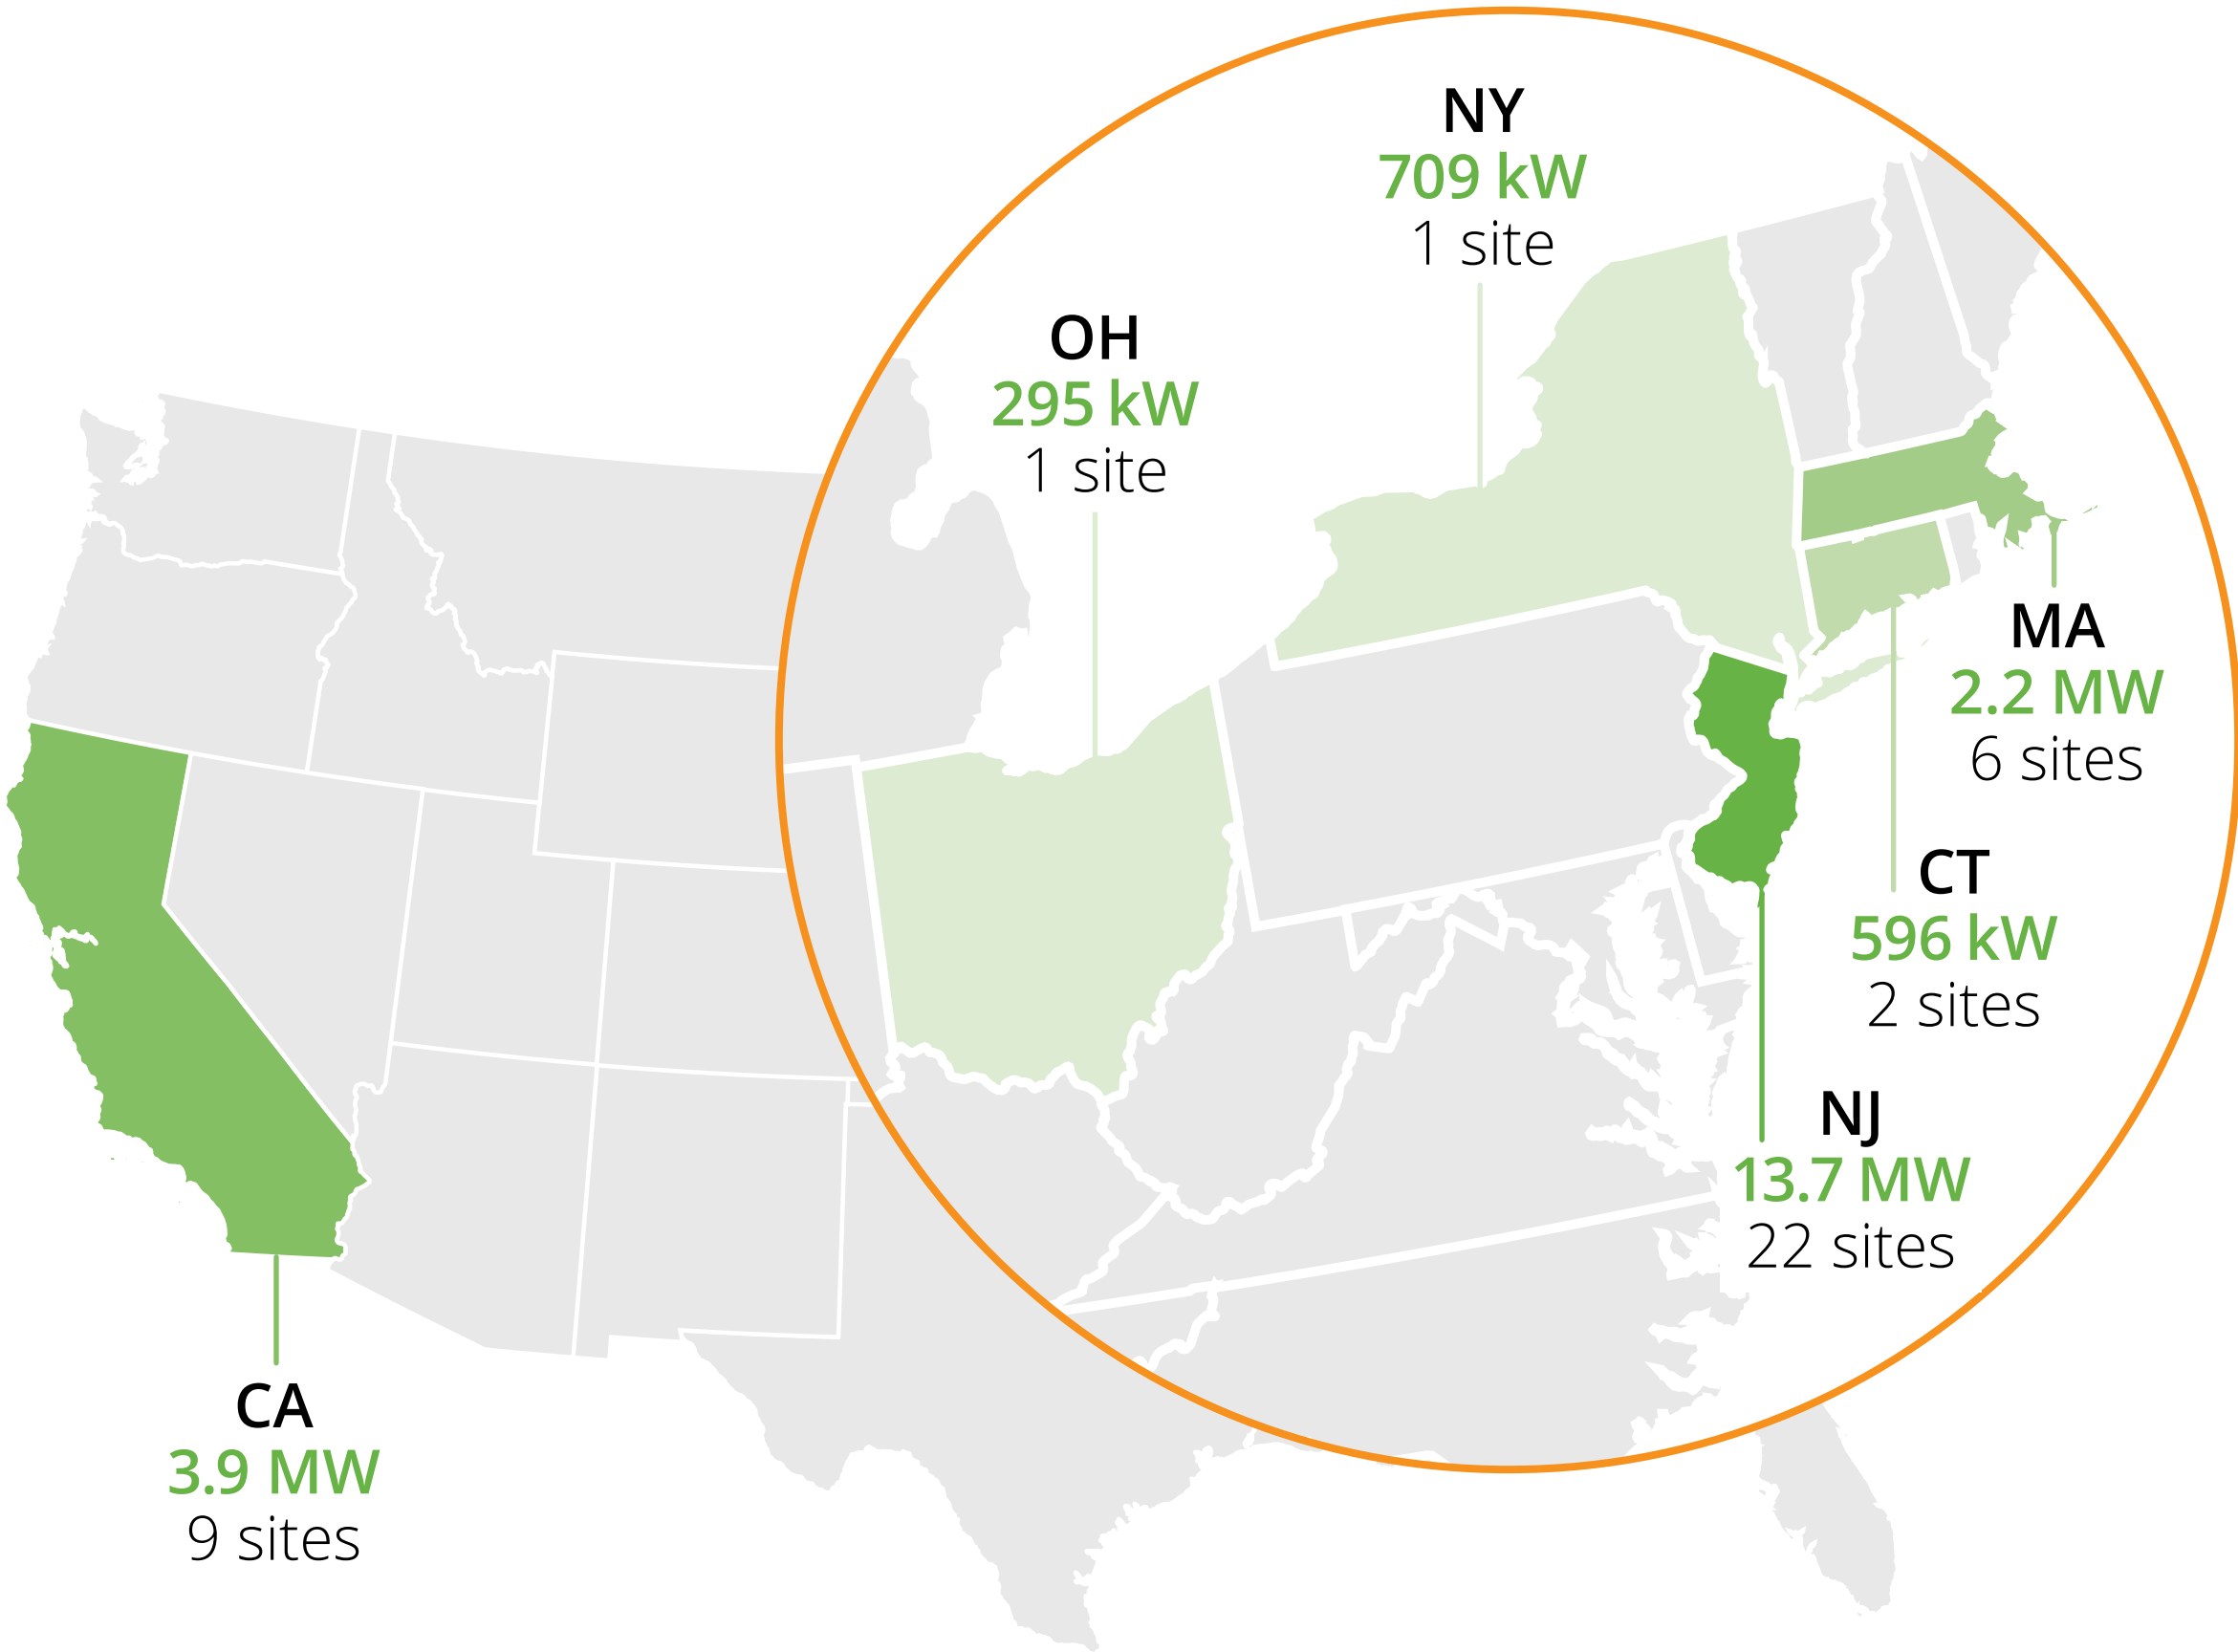 NY
709 kW
1 site
OH
295 kW
1 site
MA
2.2 MW
6 sites
CT
596 kW
2 sites
NJ
13.7 MW
22 sites
CA
3.9 MW
9 sites